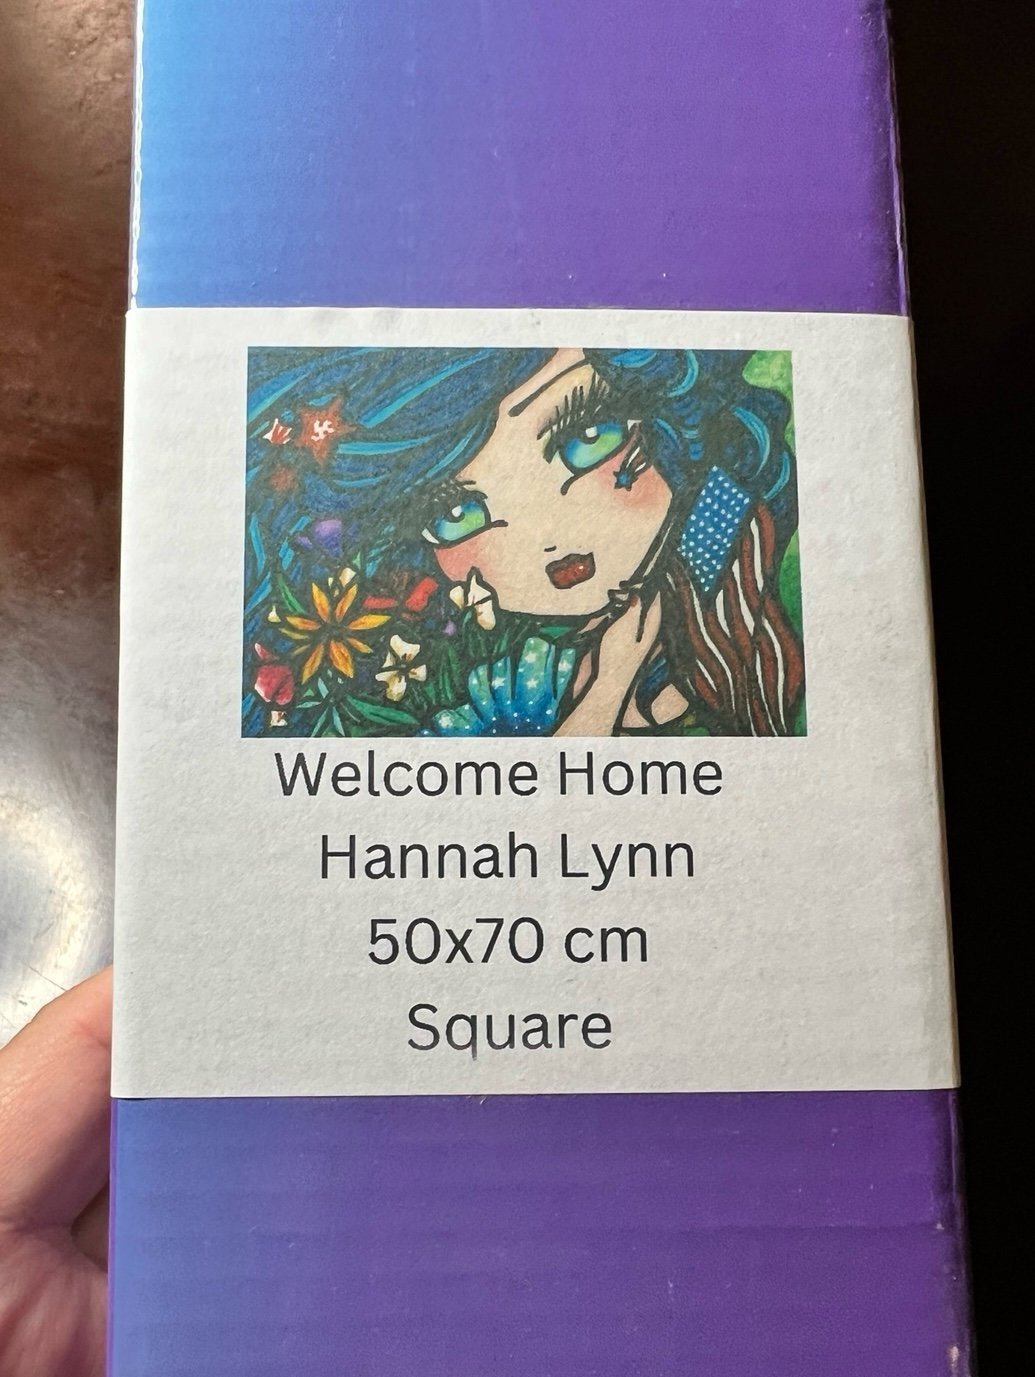 Welcome Home
Hannah Lynn
50x70 cm
Square